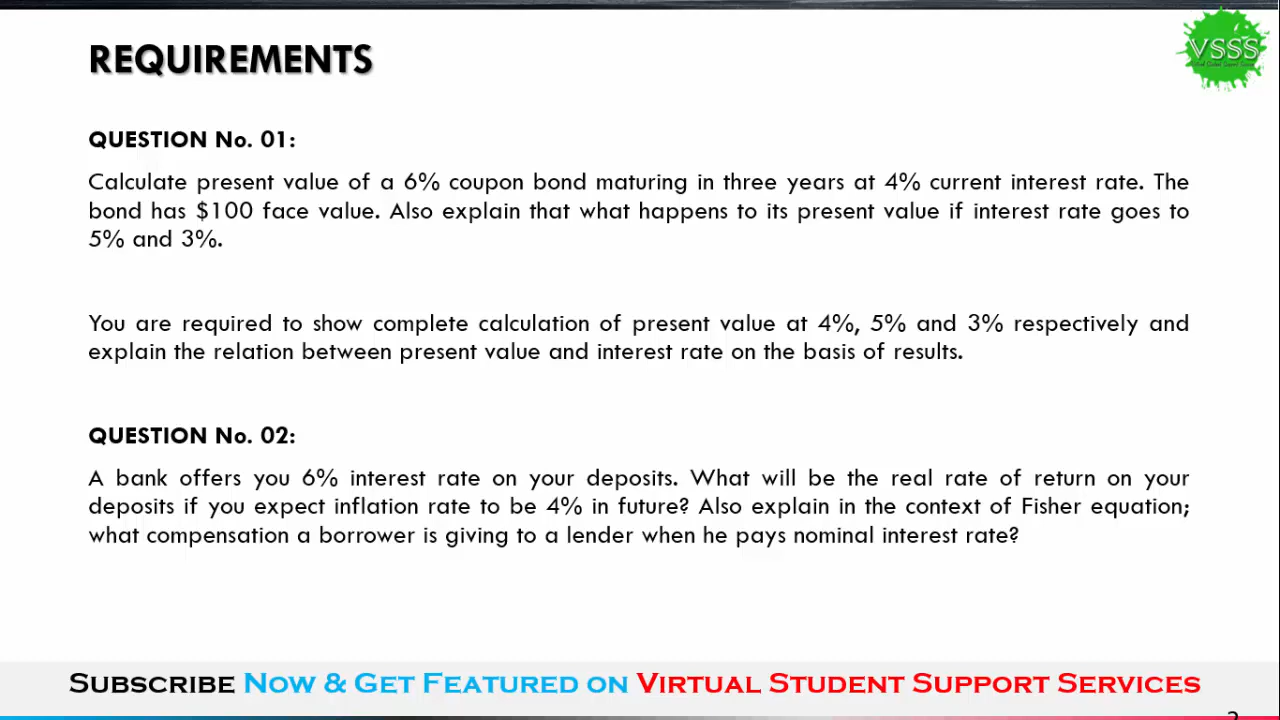 REQUIREMENTS
VSSS
QUESTION No. 01:
Calculate present value of a 6% coupon bond maturing in three years at 4% current interest rate. The
bond has $100 face value. Also explain that what happens to its present value if interest rate goes to
5% and 3%.
You are required to show complete calculation of present value at 4%, 5% and 3% respectively and
explain the relation between present value and interest rate on the basis of results.
QUESTION No. 02:
A bank offers you 6% interest rate on your deposits. What will be the real rate of return on your
deposits if you expect inflation rate to be 4% in future? Also explain in the context of Fisher equation;
what compensation a borrower is giving to a lender when he pays nominal interest rate?
SUBSCRIBE NOW & GET FEATURED ON VIRTUAL STUDENT SUPPORT SERVICES